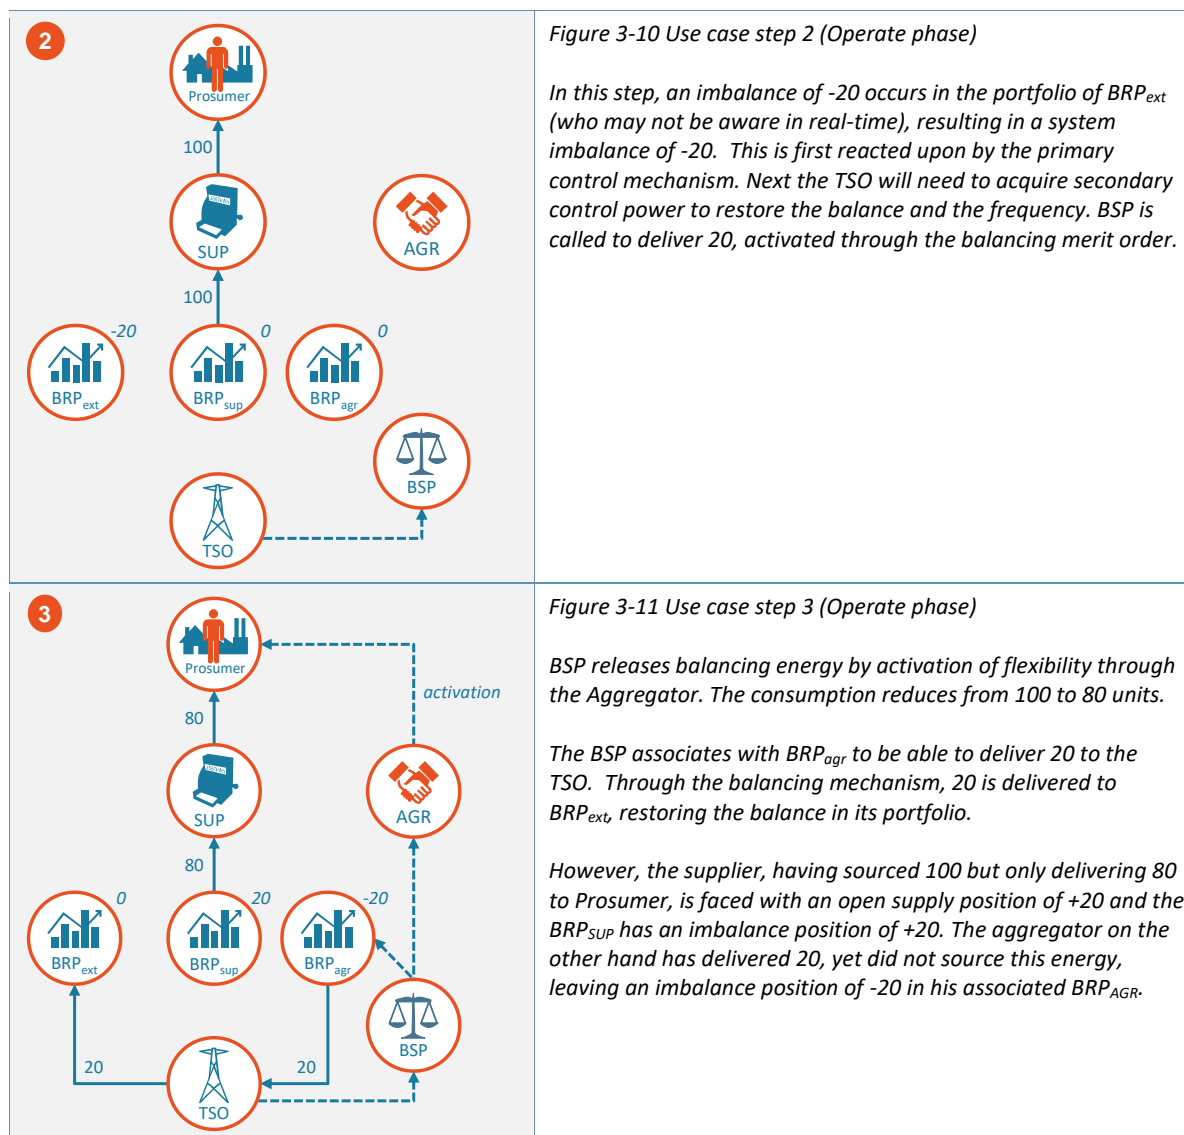 2
Prosumer
100
SUP
AGR
100
-20
0
0
BRPext
BRPsup
BRPagr
BSP
TSO
Figure 3-10 Use case step 2 (Operate phase)
In this step, an imbalance of -20 occurs in the portfolio of BRPext
(who may not be aware in real-time), resulting in a system
imbalance of -20.  This is first reacted upon by the primary
control mechanism. Next the TSO will need to acquire secondary
control power to restore the balance and the frequency. BSP is
called to deliver 20, activated through the balancing merit order.
3
Prosumer
activation
80
SUP
AGR
80
0
20
-20
BRPext
BRPsup
BRPagr
BSP
20
20
TSO
Figure 3-11 Use case step 3 (Operate phase)
BSP releases balancing energy by activation of flexibility through
the Aggregator. The consumption reduces from 100 to 80 units.
The BSP associates with BRPagr to be able to deliver 20 to the
TSO.  Through the balancing mechanism, 20 is delivered to
BRPext, restoring the balance in its portfolio.
However, the supplier, having sourced 100 but only delivering 80
to Prosumer, is faced with an open supply position of +20 and the
BRPSUP has an imbalance position of +20. The aggregator on the
other hand has delivered 20, yet did not source this energy,
leaving an imbalance position of -20 in his associated BRPAGR.